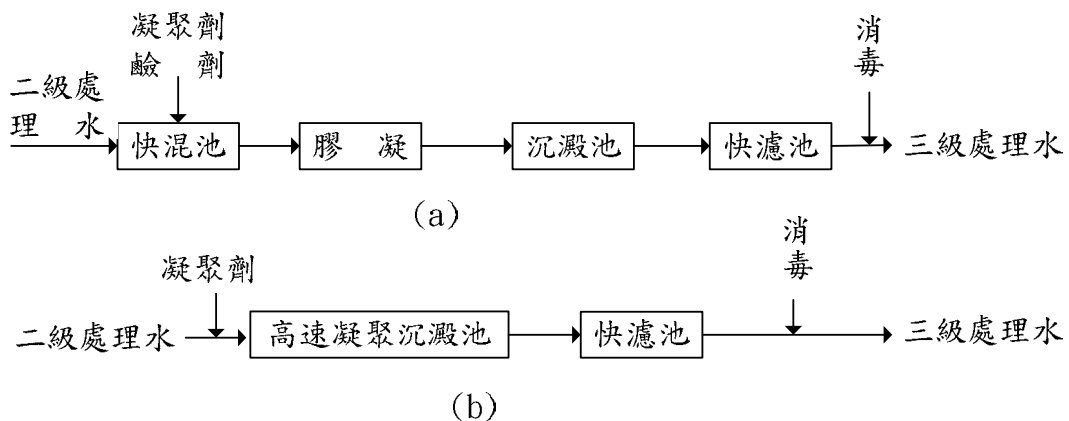 凝聚劑
鹼 劑
二級處
理 水
快混池
膠 凝
沉澱池
快濾池
消
毒
三級處理水
(a)
凝聚劑
二級處理水
高速凝聚沉澱池
快濾池
消
毒
三級處理水
(b)